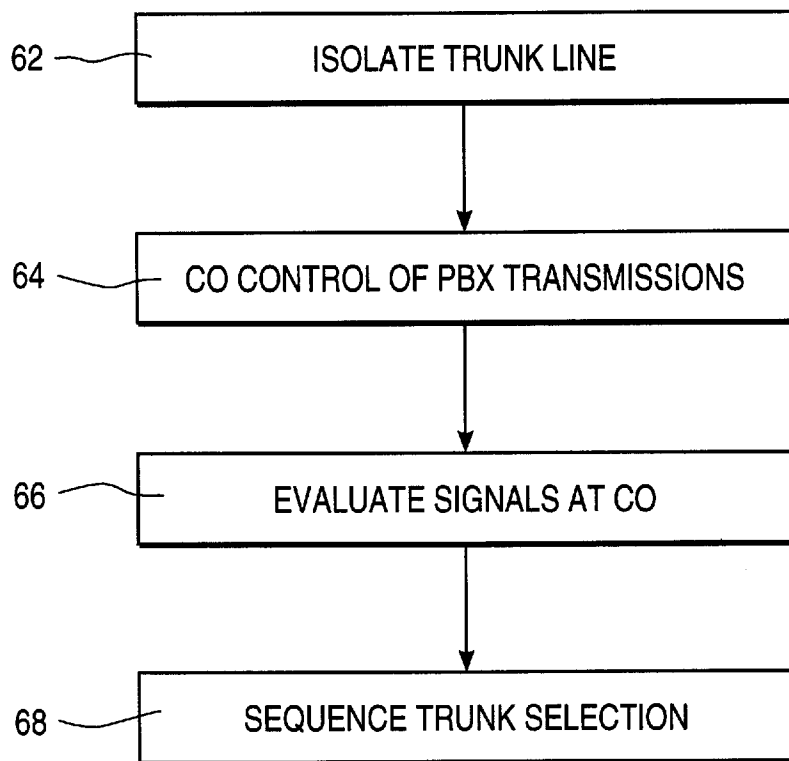 62 ISOLATE TRUNK LINE
64 CO CONTROL OF PBX TRANSMISSIONS
66 EVALUATE SIGNALS AT CO
68 SEQUENCE TRUNK SELECTION